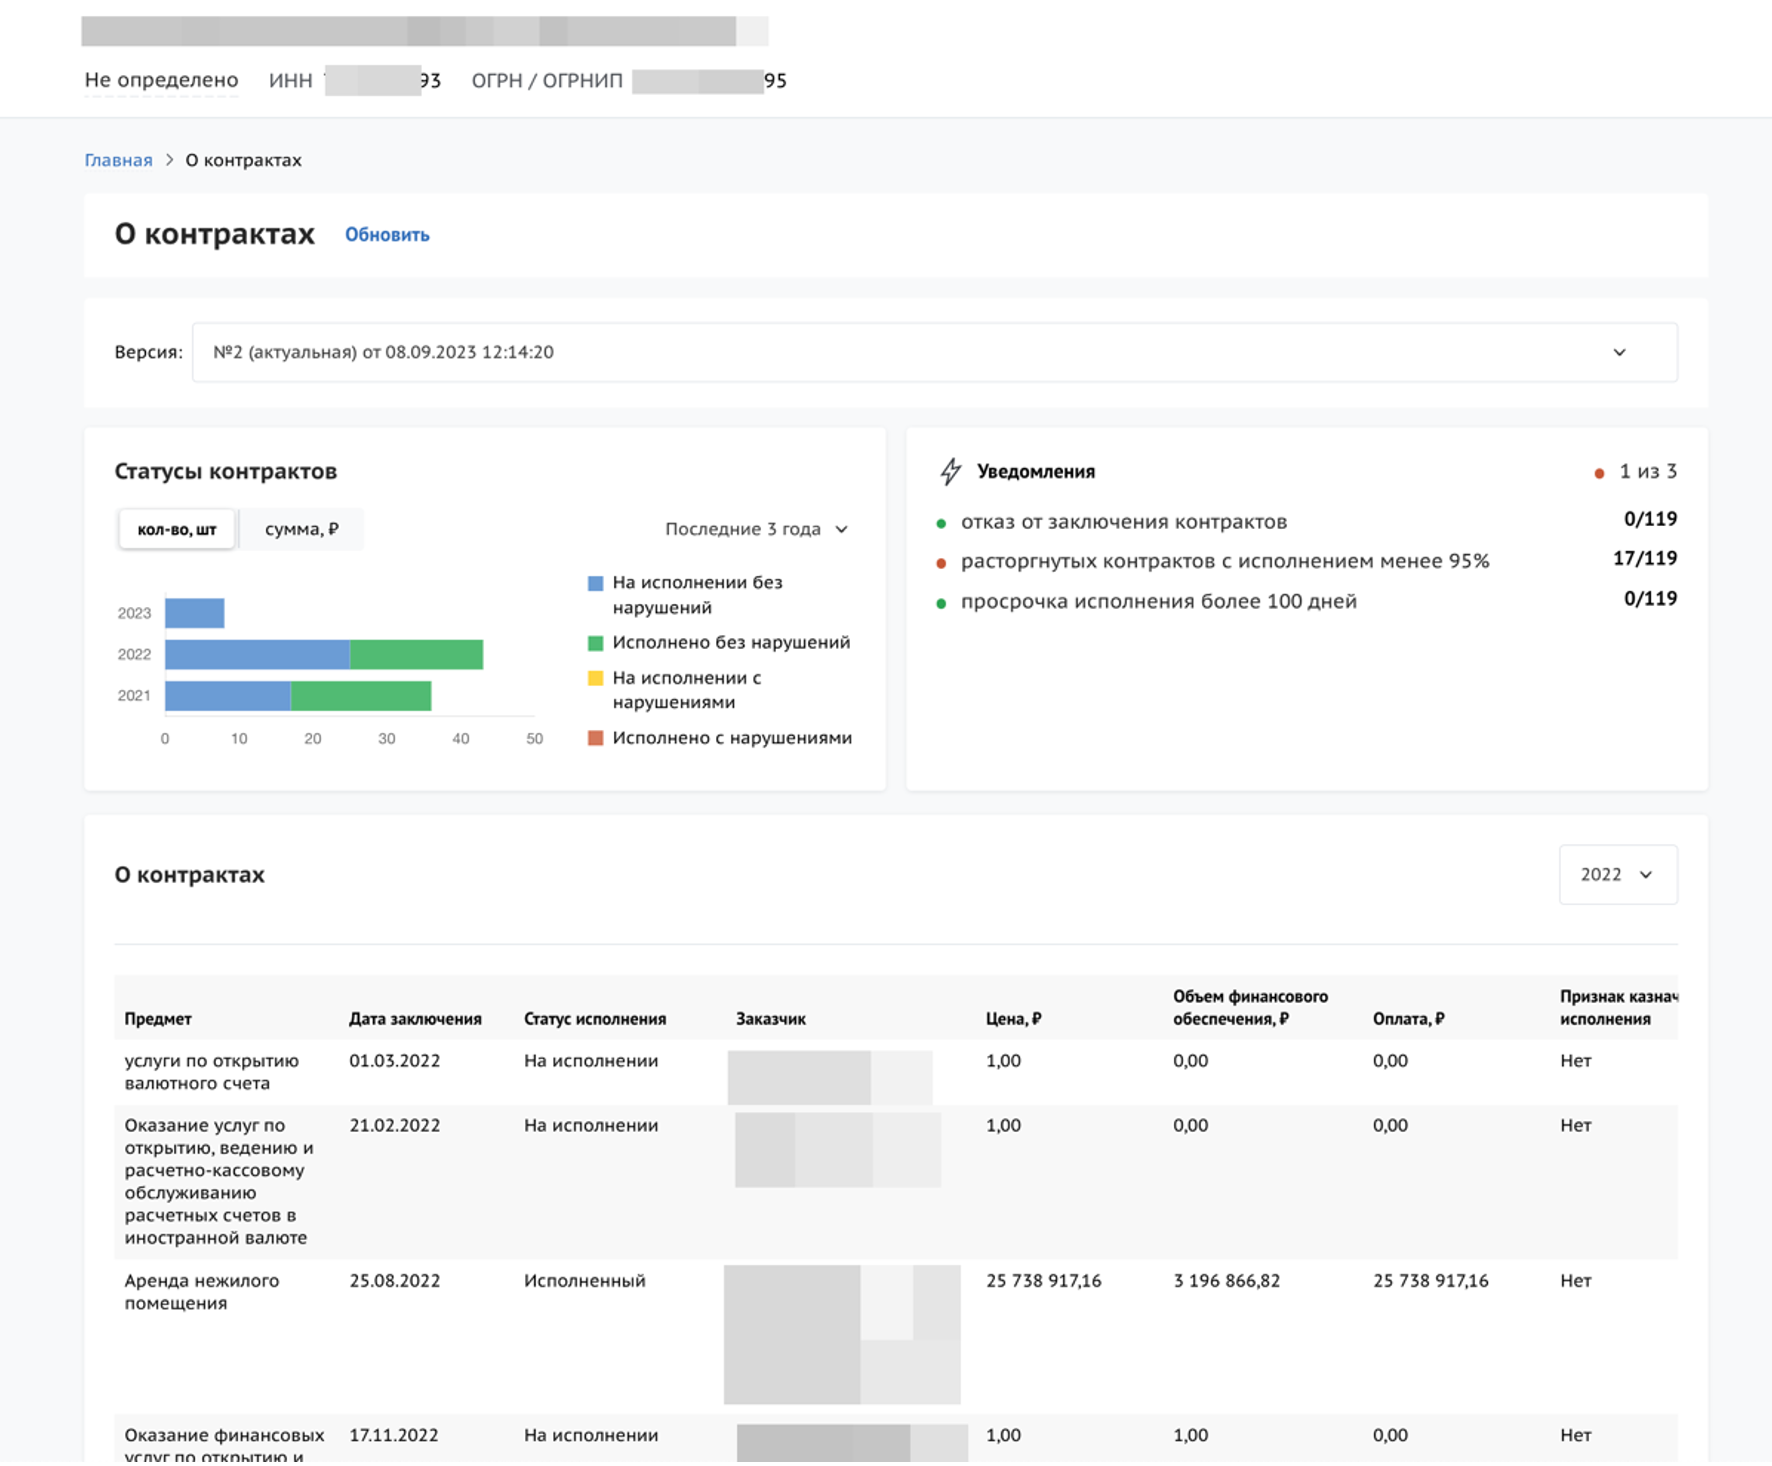 Не определено ИНН 93 ОГРН / ОГРНИП 95
Главная > О контрактах
О контрактах Обновить
Версия: №2 (актуальная) от 08.09.2023 12:14:20
Статусы контрактов
кол-во, шт сумма, ₽ Последние 3 года
На исполнении без
нарушений
Исполнено без нарушений
На исполнении с
нарушениями
Исполнено с нарушениями
2023
2022
2021
0 10 20 30 40 50
Уведомления 1 из 3
отказ от заключения контрактов 0/119
расторгнутых контрактов с исполнением менее 95% 17/119
просрочка исполнения более 100 дней 0/119
О контрактах 2022
Предмет Дата заключения Статус исполнения Заказчик Цена, ₽ Объем финансового обеспечения, ₽ Оплата, ₽ Признак казнач исполнения
услуги по открытию 01.03.2022 На исполнении 1,00 0,00 0,00 Нет
валютного счета
Оказание услуг по 21.02.2022 На исполнении 1,00 0,00 0,00 Нет
открытию, ведению и
расчетно-кассовому
обслуживанию
расчетных счетов в
иностранной валюте
Аренда нежилого 25.08.2022 Исполненный 25 738 917,16 3 196 866,82 25 738 917,16 Нет
помещения
Оказание финансовых 17.11.2022 На исполнении 1,00 1,00 0,00 Нет
услуг по открытию и